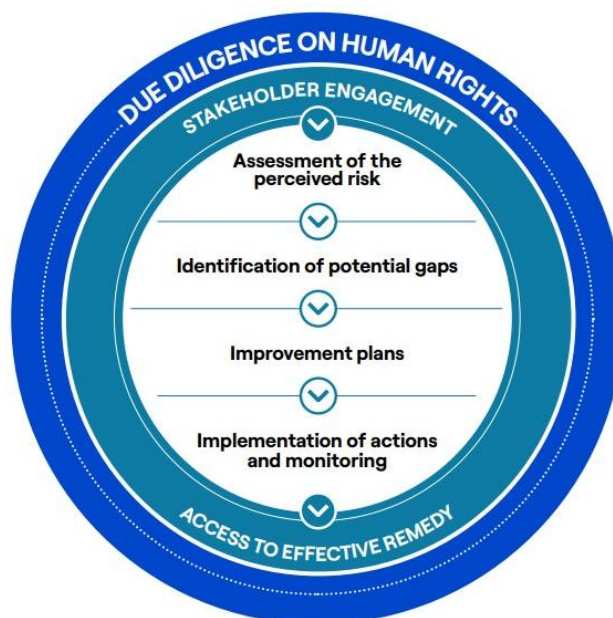 DUE DILIGENCE ON HUMAN RIGHTS
STAKEHOLDER ENGAGEMENT
Assessment of the
perceived risk
Identification of potential gaps
Improvement plans
Implementation of actions
and monitoring
ACCESS TO EFFECTIVE REMEDY